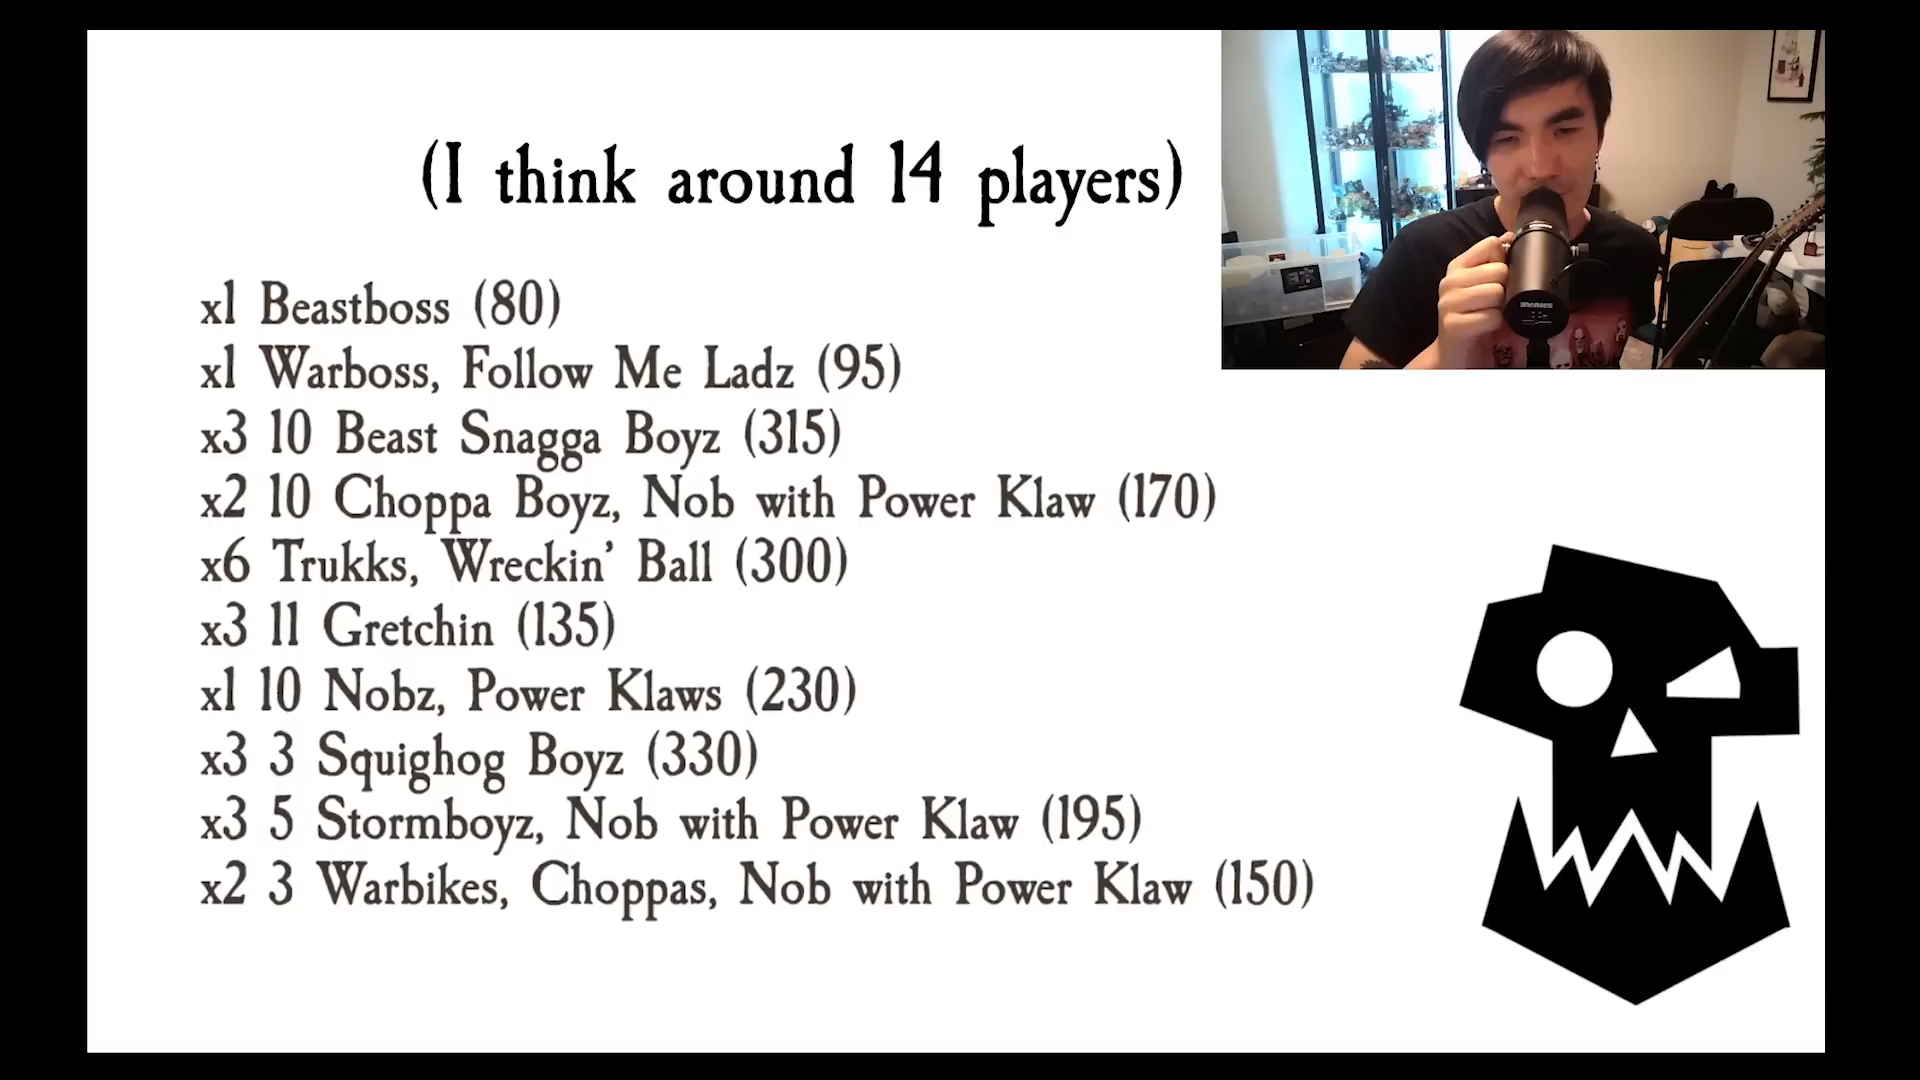 (I think around 14 players)
x1 Beastboss (80)
x1 Warboss, Follow Me Ladz (95)
x3 10 Beast Snagga Boyz (315)
x2 10 Choppa Boyz, Nob with Power Klaw (170)
x6 Trukks, Wreckin' Ball (300)
x3 11 Gretchin (135)
x1 10 Nobz, Power Klaws (230)
x3 3 Squighog Boyz (330)
x3 5 Stormboyz, Nob with Power Klaw (195)
x2 3 Warbikes, Choppas, Nob with Power Klaw (150)